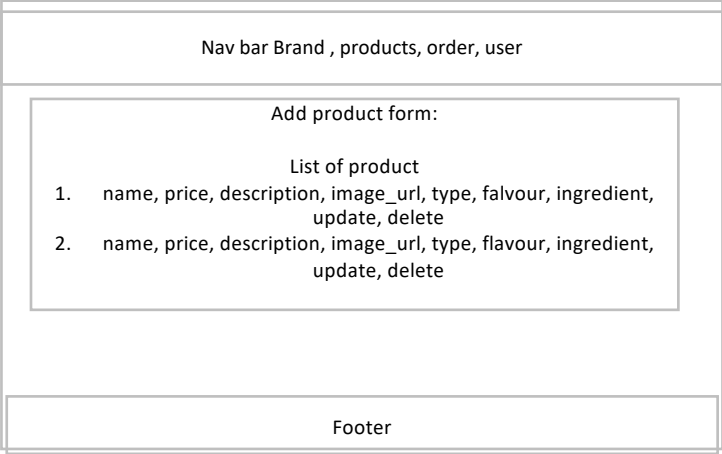 Nav bar Brand , products, order, user
Add product form:
List of product
1. name, price, description, image_url, type, falvour, ingredient,
update, delete
2. name, price, description, image_url, type, flavour, ingredient,
update, delete
Footer